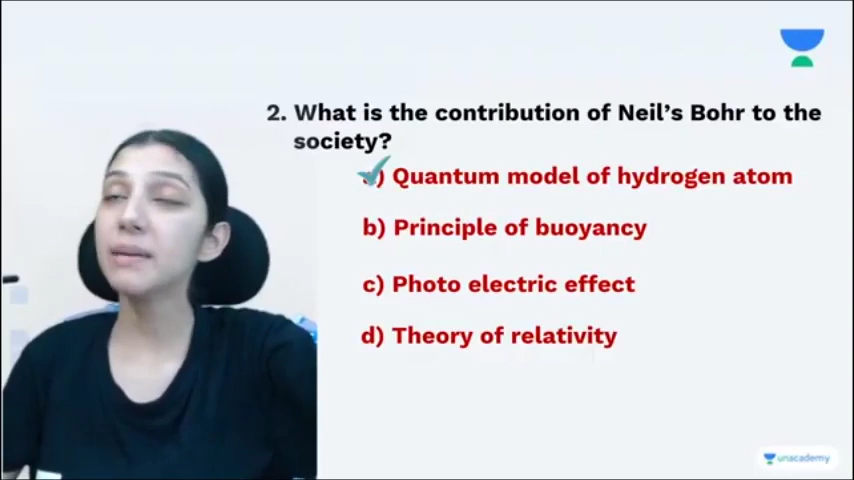 2. What is the contribution of Neil's Bohr to the
society?
a) Quantum model of hydrogen atom
b) Principle of buoyancy
c) Photo electric effect
d) Theory of relativity
unacademy